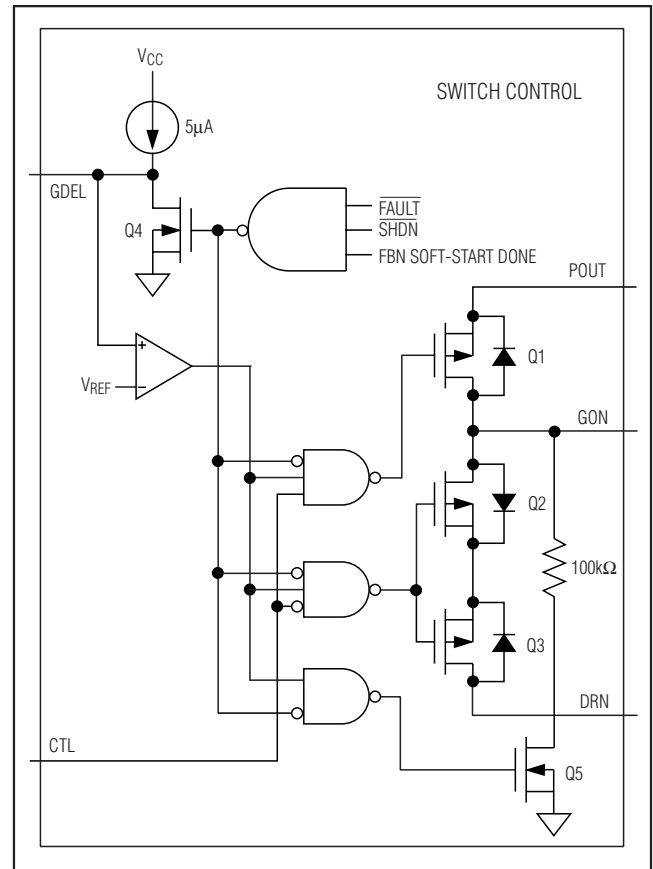 VCC
SWITCH CONTROL
5µA
GDEL
Q4
FAULT
SHDN
FBN SOFT-START DONE
POUT
Q1
VREF
GON
Q2
100kΩ
Q3
DRN
CTL
Q5